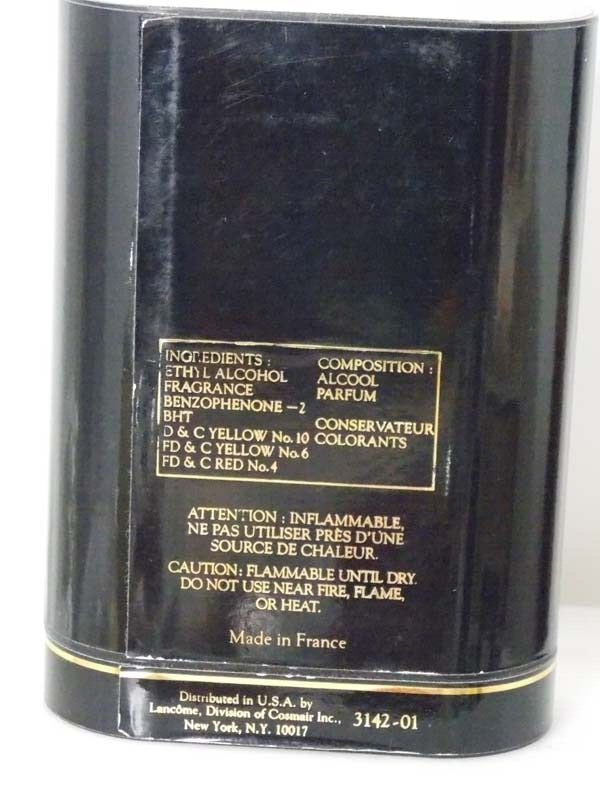 INGREDIENTS :
ETHYL ALCOHOL
FRAGRANCE
BENZOPHENONE – 2
BHT
D & C YELLOW No. 10
FD & C YELLOW No. 6
FD & C RED No. 4
COMPOSITION :
ALCOOL
PARFUM
CONSERVATEUR
COLORANTS
ATTENTION : INFLAMMABLE,
NE PAS UTILISER PRÈS D'UNE
SOURCE DE CHALEUR.
CAUTION: FLAMMABLE UNTIL DRY.
DO NOT USE NEAR FIRE, FLAME,
OR HEAT.
Made in France
Distributed in U.S.A. by
Lancôme, Division of Cosmair Inc., 3142-01
New York, N.Y. 10017